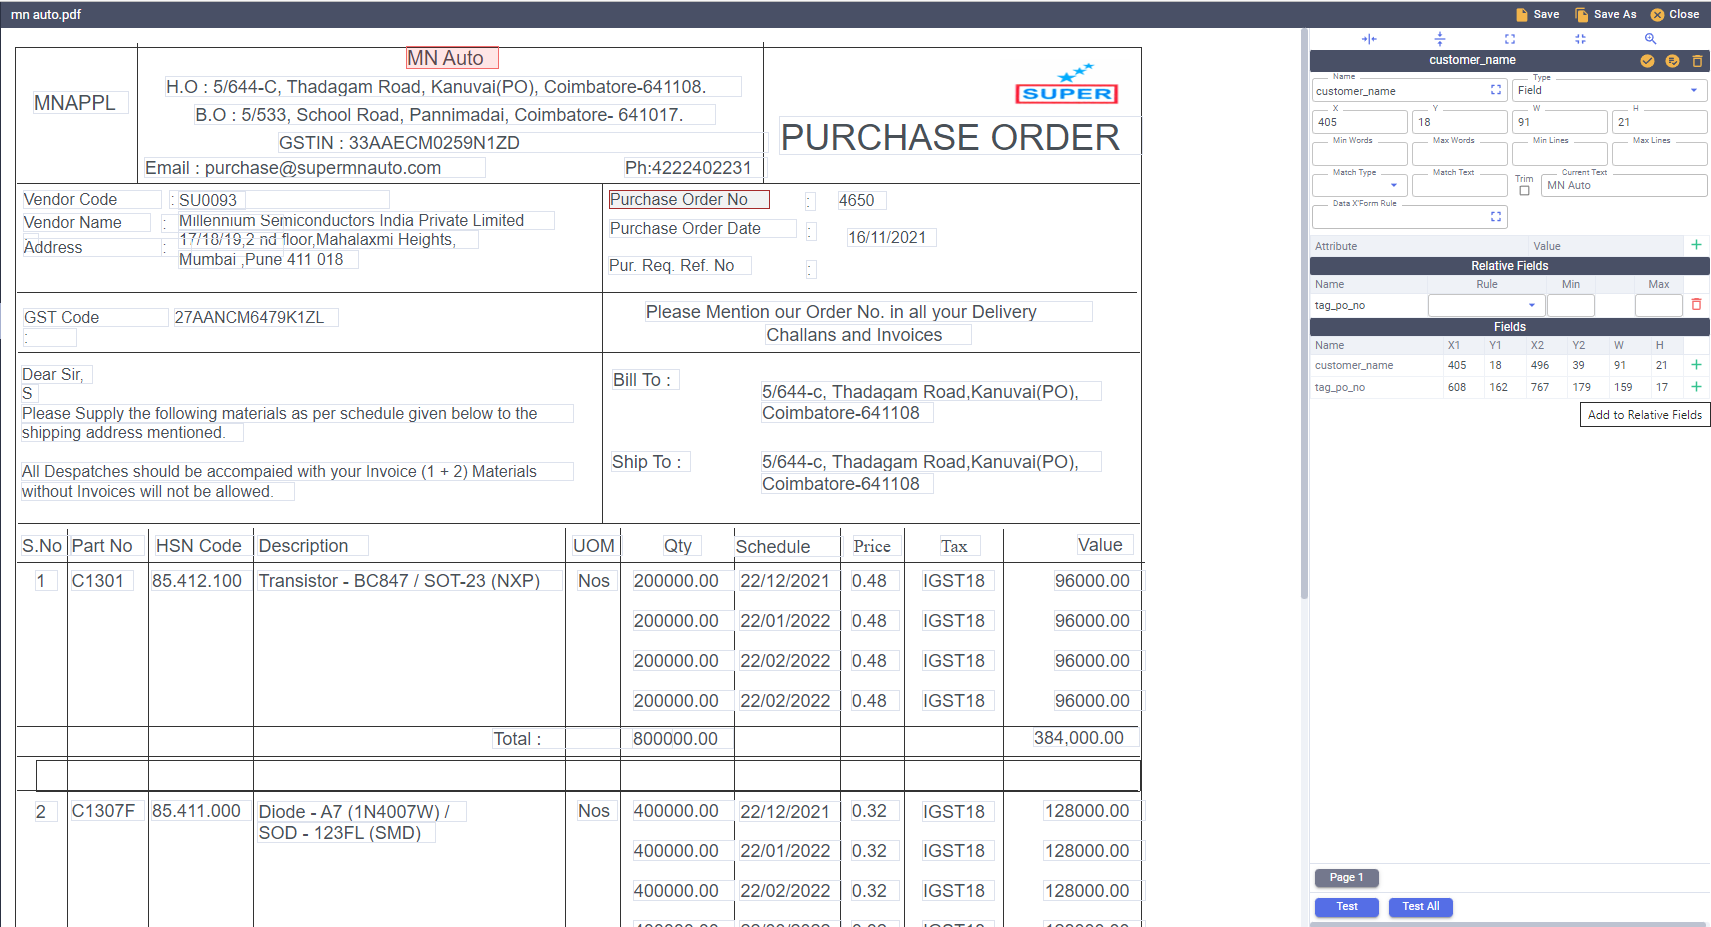 mn auto.pdf
Save Save As Close
MN Auto
H.O : 5/644-C, Thadagam Road, Kanuvai(PO), Coimbatore-641108.
MNAPPL
B.O : 5/533, School Road, Pannimadai, Coimbatore- 641017.
GSTIN : 33AAECM0259N1ZD
Email : purchase@supermnauto.com Ph:4222402231
SUPER
PURCHASE ORDER
Vendor Code : SU0093
Vendor Name : Millennium Semiconductors India Private Limited
Address : 17/18/19,2 nd floor,Mahalaxmi Heights,
Mumbai ,Pune 411 018
Purchase Order No : 4650
Purchase Order Date : 16/11/2021
Pur. Req. Ref. No :
GST Code 27AANCM6479K1ZL
:
Please Mention our Order No. in all your Delivery
Challans and Invoices
Dear Sir,
S
Please Supply the following materials as per schedule given below to the
shipping address mentioned.
All Despatches should be accompaied with your Invoice (1 + 2) Materials
without Invoices will not be allowed.
Bill To :
5/644-c, Thadagam Road,Kanuvai(PO),
Coimbatore-641108
Ship To : 5/644-c, Thadagam Road,Kanuvai(PO),
Coimbatore-641108
S.No Part No HSN Code Description UOM Qty Schedule Price Tax Value
1 C1301 85.412.100 Transistor - BC847 / SOT-23 (NXP) Nos 200000.00 22/12/2021 0.48 IGST18 96000.00
200000.00 22/01/2022 0.48 IGST18 96000.00
200000.00 22/02/2022 0.48 IGST18 96000.00
200000.00 22/02/2022 0.48 IGST18 96000.00
Total : 800000.00 384,000.00
2 C1307F 85.411.000 Diode - A7 (1N4007W) / Nos 400000.00 22/12/2021 0.32 IGST18 128000.00
SOD - 123FL (SMD)
400000.00 22/01/2022 0.32 IGST18 128000.00
400000.00 22/02/2022 0.32 IGST18 128000.00
customer_name
Name Type
customer_name Field
X Y W H
405 18 91 21
Min Words Max Words Min Lines Max Lines
Match Type Match Text Trim Current Text
MN Auto
Data X'Form Rule
Attribute Value
Relative Fields
Name Rule Min Max
tag_po_no
Fields
Name X1 Y1 X2 Y2 W H
customer_name 405 18 496 39 91 21
tag_po_no 608 162 767 179 159 17
Add to Relative Fields
Page 1
Test Test All